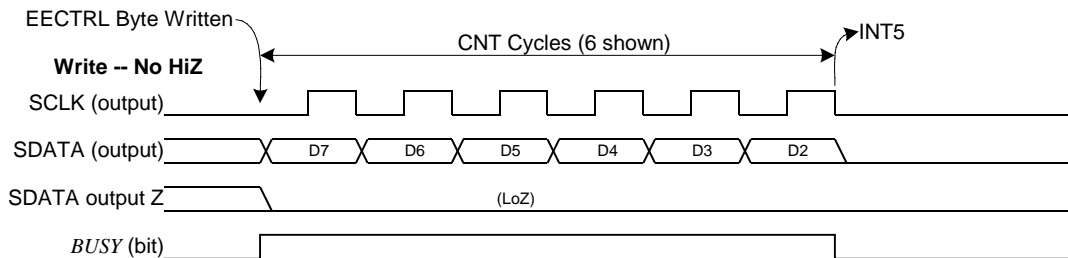 EECTRL Byte Written
CNT Cycles (6 shown)
INT5
Write -- No HiZ
SCLK (output)
SDATA (output)
D7 D6 D5 D4 D3 D2
SDATA output Z
(LoZ)
BUSY (bit)